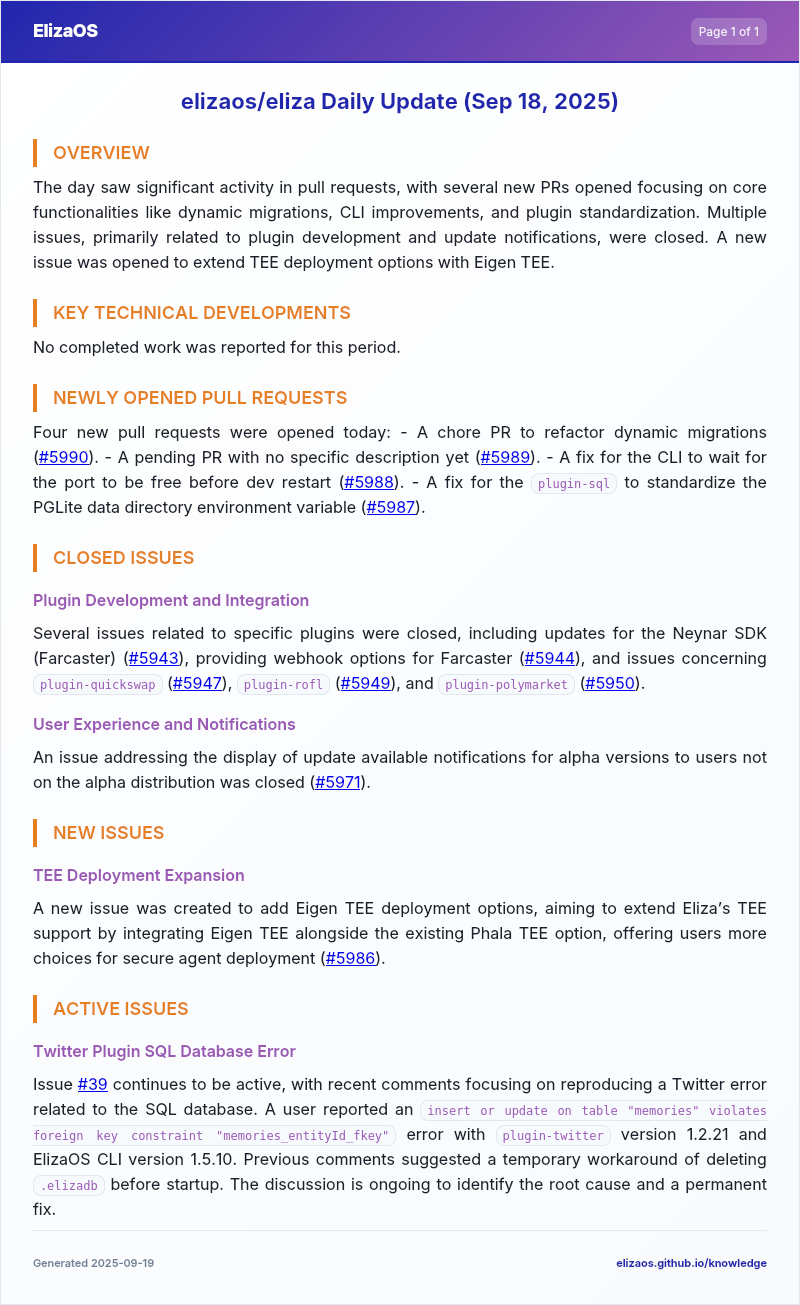 ElizaOS
Page 1 of 1
elizaos/eliza Daily Update (Sep 18, 2025)
OVERVIEW
The day saw significant activity in pull requests, with several new PRs opened focusing on core
functionalities like dynamic migrations, CLI improvements, and plugin standardization. Multiple
issues, primarily related to plugin development and update notifications, were closed. A new
issue was opened to extend TEE deployment options with Eigen TEE.
KEY TECHNICAL DEVELOPMENTS
No completed work was reported for this period.
NEWLY OPENED PULL REQUESTS
Four new pull requests were opened today: - A chore PR to refactor dynamic migrations
(#5990). - A pending PR with no specific description yet (#5989). - A fix for the CLI to wait for
the port to be free before dev restart (#5988). - A fix for the plugin-sql to standardize the
PGLite data directory environment variable (#5987).
CLOSED ISSUES
Plugin Development and Integration
Several issues related to specific plugins were closed, including updates for the Neynar SDK
(Farcaster) (#5943), providing webhook options for Farcaster (#5944), and issues concerning
plugin-quickswap (#5947), plugin-rofl (#5949), and plugin-polymarket (#5950).
User Experience and Notifications
An issue addressing the display of update available notifications for alpha versions to users not
on the alpha distribution was closed (#5971).
NEW ISSUES
TEE Deployment Expansion
A new issue was created to add Eigen TEE deployment options, aiming to extend Eliza’s TEE
support by integrating Eigen TEE alongside the existing Phala TEE option, offering users more
choices for secure agent deployment (#5986).
ACTIVE ISSUES
Twitter Plugin SQL Database Error
Issue #39 continues to be active, with recent comments focusing on reproducing a Twitter error
related to the SQL database. A user reported an insert or update on table "memories" violates
foreign key constraint "memories_entityId_fkey" error with plugin-twitter version 1.2.21 and
ElizaOS CLI version 1.5.10. Previous comments suggested a temporary workaround of deleting
.elizadb before startup. The discussion is ongoing to identify the root cause and a permanent
fix.
Generated 2025-09-19
elizaos.github.io/knowledge